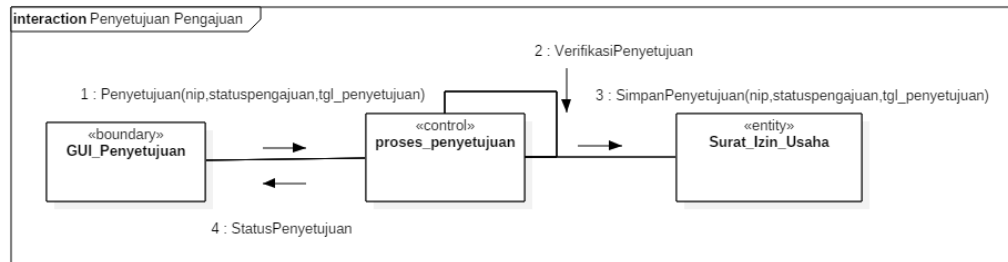 interaction Penyetujuan Pengajuan
2 : VerifikasiPenyetujuan
1 : Penyetujuan(nip,statuspengajuan,tgl_penyetujuan)
3 : SimpanPenyetujuan(nip,statuspengajuan,tgl_penyetujuan)
«boundary»
GUI_Penyetujuan
«control»
proses_penyetujuan
«entity»
Surat_Izin_Usaha
4 : StatusPenyetujuan